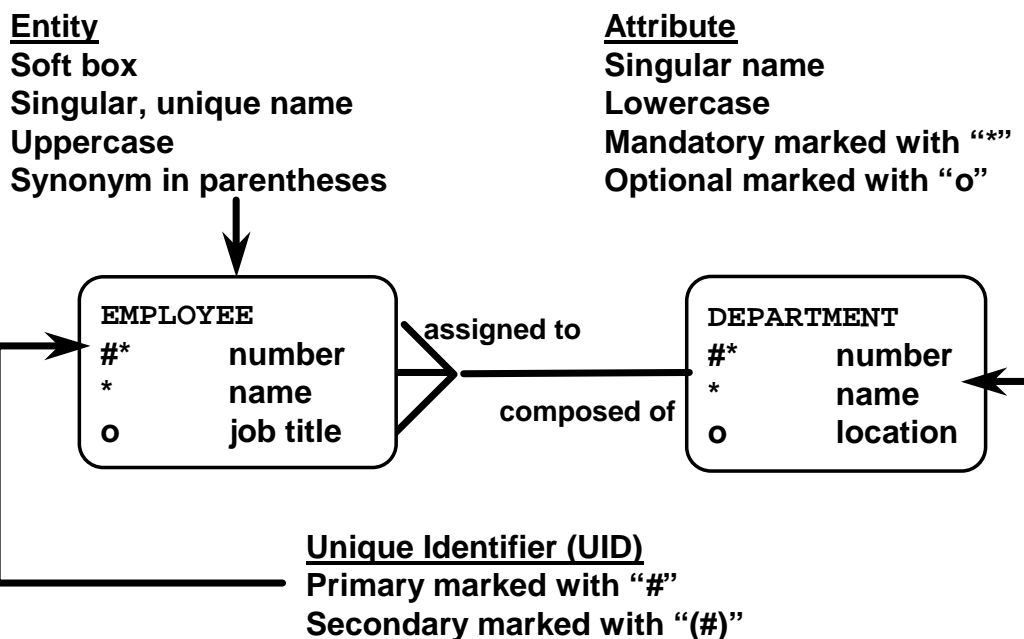 Entity
Soft box
Singular, unique name
Uppercase
Synonym in parentheses
Attribute
Singular name
Lowercase
Mandatory marked with “*”
Optional marked with “o”
EMPLOYEE
#* number
* name
o job title
assigned to
composed of
DEPARTMENT
#* number
* name
o location
Unique Identifier (UID)
Primary marked with “#”
Secondary marked with “(#)”